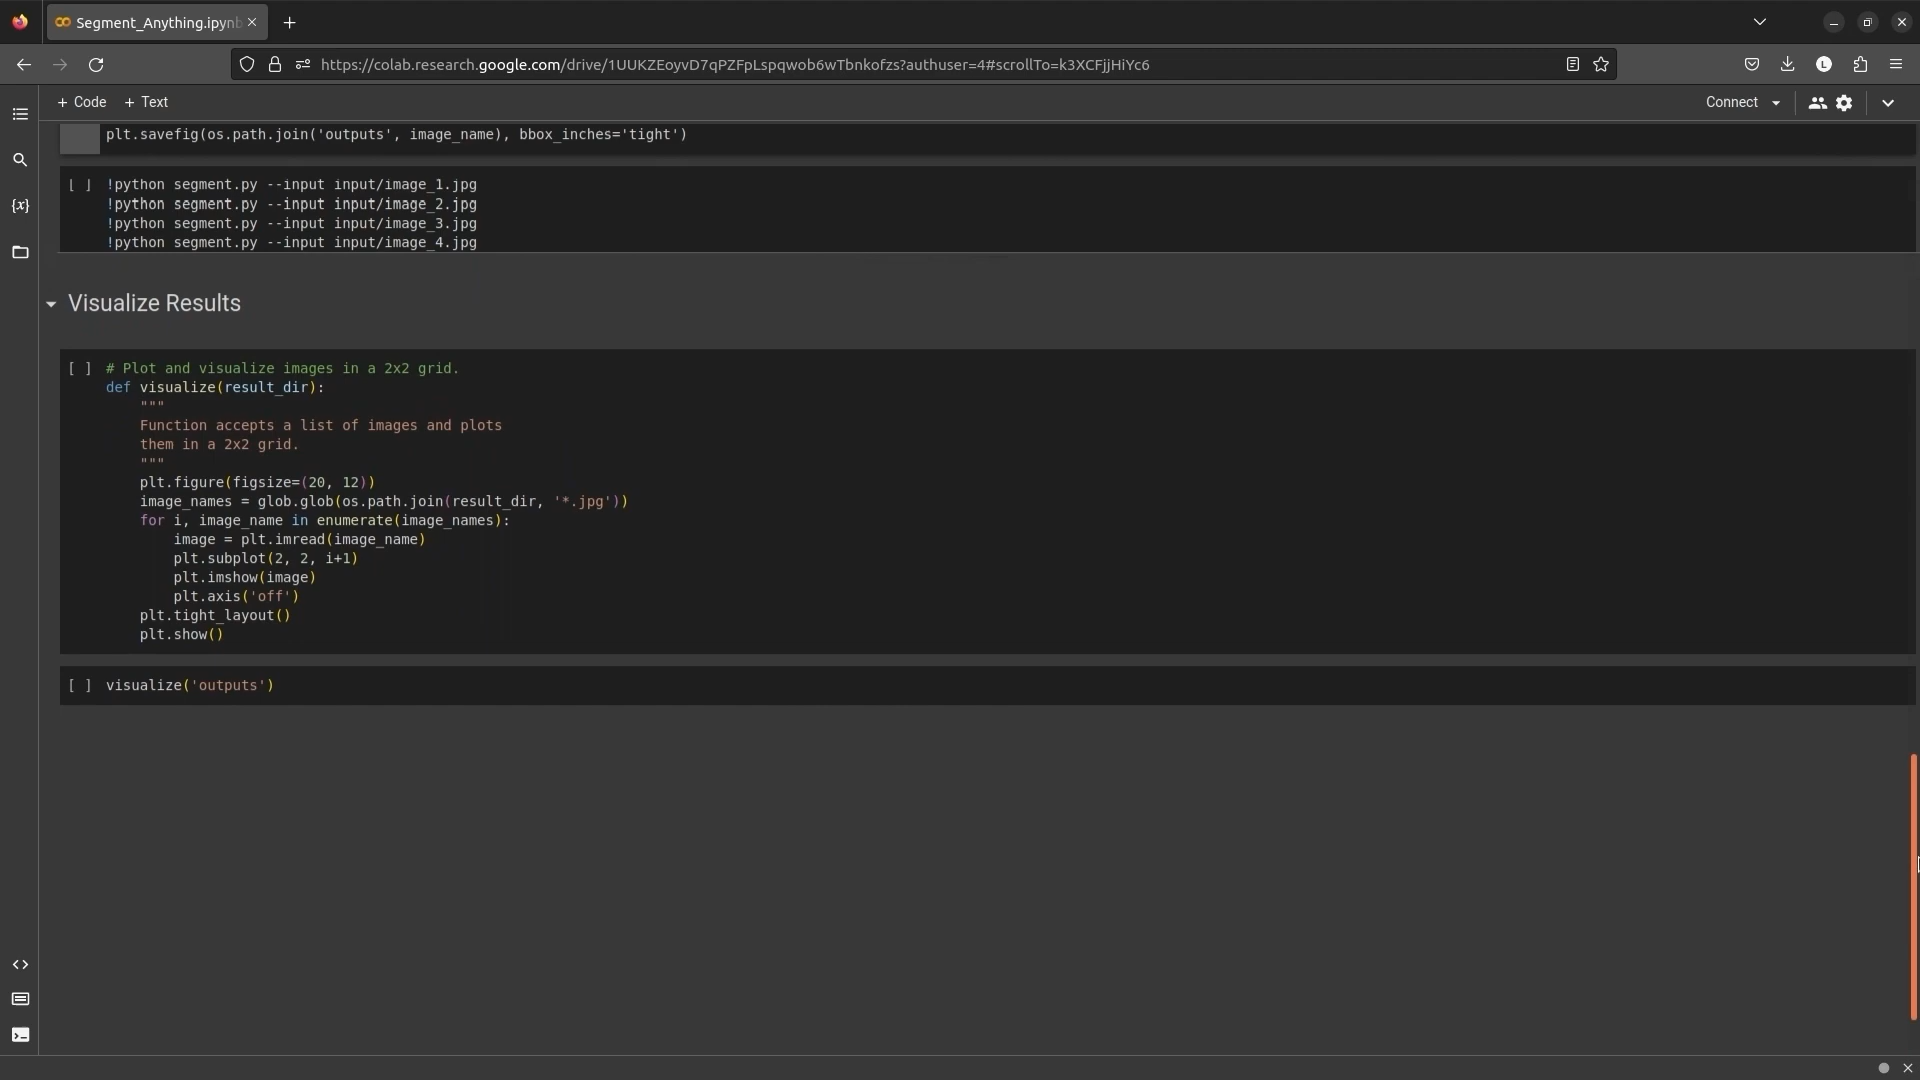 Segment_Anything.ipynb
https://colab.research.google.com/drive/1UUKZEoyvD7qPZFpLspqwob6wTbnkofzs?authuser=4#scrollTo=k3XCFjjHiYc6
L
+ Code + Text
Connect
plt.savefig(os.path.join('outputs', image_name), bbox_inches='tight')
{x}
[ ] !python segment.py --input input/image_1.jpg
!python segment.py --input input/image_2.jpg
!python segment.py --input input/image_3.jpg
!python segment.py --input input/image_4.jpg
Visualize Results
[ ] # Plot and visualize images in a 2x2 grid.
def visualize(result_dir):
    """
    Function accepts a list of images and plots
    them in a 2x2 grid.
    """
    plt.figure(figsize=(20, 12))
    image_names = glob.glob(os.path.join(result_dir, '*.jpg'))
    for i, image_name in enumerate(image_names):
        image = plt.imread(image_name)
        plt.subplot(2, 2, i+1)
        plt.imshow(image)
        plt.axis('off')
    plt.tight_layout()
    plt.show()
[ ] visualize('outputs')